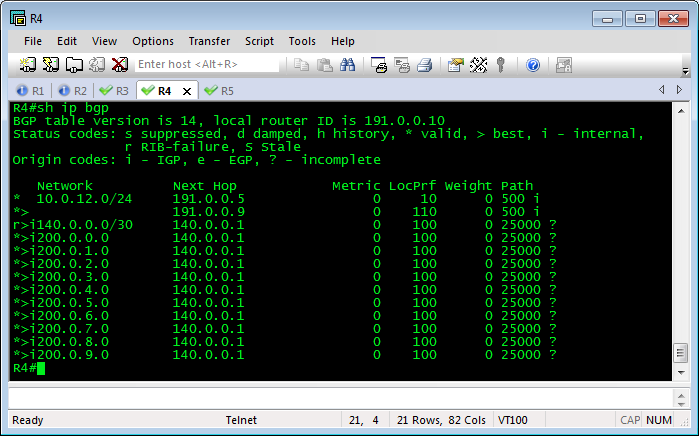 R4
File Edit View Options Transfer Script Tools Help
Enter host <Alt+R>
R1 R2 R3 R4 × R5
R4#sh ip bgp
BGP table version is 14, local router ID is 191.0.0.10
Status codes: s suppressed, d damped, h history, * valid, > best, i - internal,
r RIB-failure, S Stale
Origin codes: i - IGP, e - EGP, ? - incomplete
Network Next Hop Metric LocPrf Weight Path
*  10.0.12.0/24 191.0.0.5 0 10 0 500 i
*> 191.0.0.9 0 110 0 500 i
r>i140.0.0.0/30 140.0.0.1 0 100 0 25000 ?
*>i200.0.0.0 140.0.0.1 0 100 0 25000 ?
*>i200.0.1.0 140.0.0.1 0 100 0 25000 ?
*>i200.0.2.0 140.0.0.1 0 100 0 25000 ?
*>i200.0.3.0 140.0.0.1 0 100 0 25000 ?
*>i200.0.4.0 140.0.0.1 0 100 0 25000 ?
*>i200.0.5.0 140.0.0.1 0 100 0 25000 ?
*>i200.0.6.0 140.0.0.1 0 100 0 25000 ?
*>i200.0.7.0 140.0.0.1 0 100 0 25000 ?
*>i200.0.8.0 140.0.0.1 0 100 0 25000 ?
*>i200.0.9.0 140.0.0.1 0 100 0 25000 ?
R4#
Ready Telnet 21, 4 21 Rows, 82 Cols VT100 CAP NUM